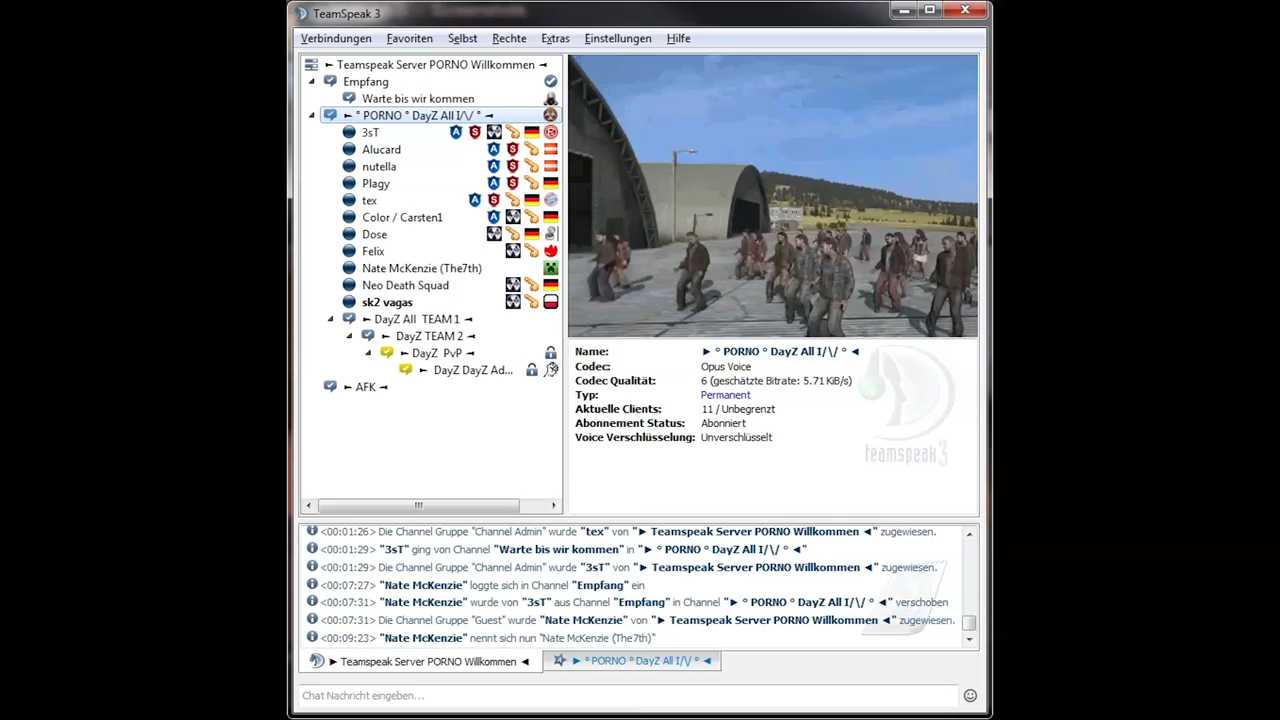 TeamSpeak 3
Verbindungen Favoriten Selbst Rechte Extras Einstellungen Hilfe
► Teamspeak Server PORNO Willkommen ◄
Empfang
Warte bis wir kommen
► ° PORNO ° DayZ All I/\/ ° ◄
3sT
Alucard
nutella
Plagy
tex
Color / Carsten1
Dose
Felix
Nate McKenzie (The7th)
Neo Death Squad
sk2 vagas
► DayZ All TEAM 1 ◄
► DayZ TEAM 2 ◄
► DayZ PvP ◄
► DayZ DayZ Ad...
► AFK ◄
Name: ► ° PORNO ° DayZ All I/\/ ° ◄
Codec: Opus Voice
Codec Qualität: 6 (geschätzte Bitrate: 5.71 KiB/s)
Typ: Permanent
Aktuelle Clients: 11 / Unbegrenzt
Abonnement Status: Abonniert
Voice Verschlüsselung: Unverschlüsselt
teamspeak3
<00:01:26> Die Channel Gruppe "Channel Admin" wurde "tex" von "► Teamspeak Server PORNO Willkommen ◄" zugewiesen.
<00:01:29> "3sT" ging von Channel "Warte bis wir kommen" in "► ° PORNO ° DayZ All I/\/ ° ◄"
<00:01:29> Die Channel Gruppe "Channel Admin" wurde "3sT" von "► Teamspeak Server PORNO Willkommen ◄" zugewiesen.
<00:07:27> "Nate McKenzie" loggte sich in Channel "Empfang" ein
<00:07:31> "Nate McKenzie" wurde von "3sT" aus Channel "Empfang" in Channel "► ° PORNO ° DayZ All I/\/ ° ◄" verschoben
<00:07:31> Die Channel Gruppe "Guest" wurde "Nate McKenzie" von "► Teamspeak Server PORNO Willkommen ◄" zugewiesen.
<00:09:23> "Nate McKenzie" nennt sich nun "Nate McKenzie (The7th)"
► Teamspeak Server PORNO Willkommen ◄ ► ° PORNO ° DayZ All I/\/ ° ◄
Chat Nachricht eingeben...